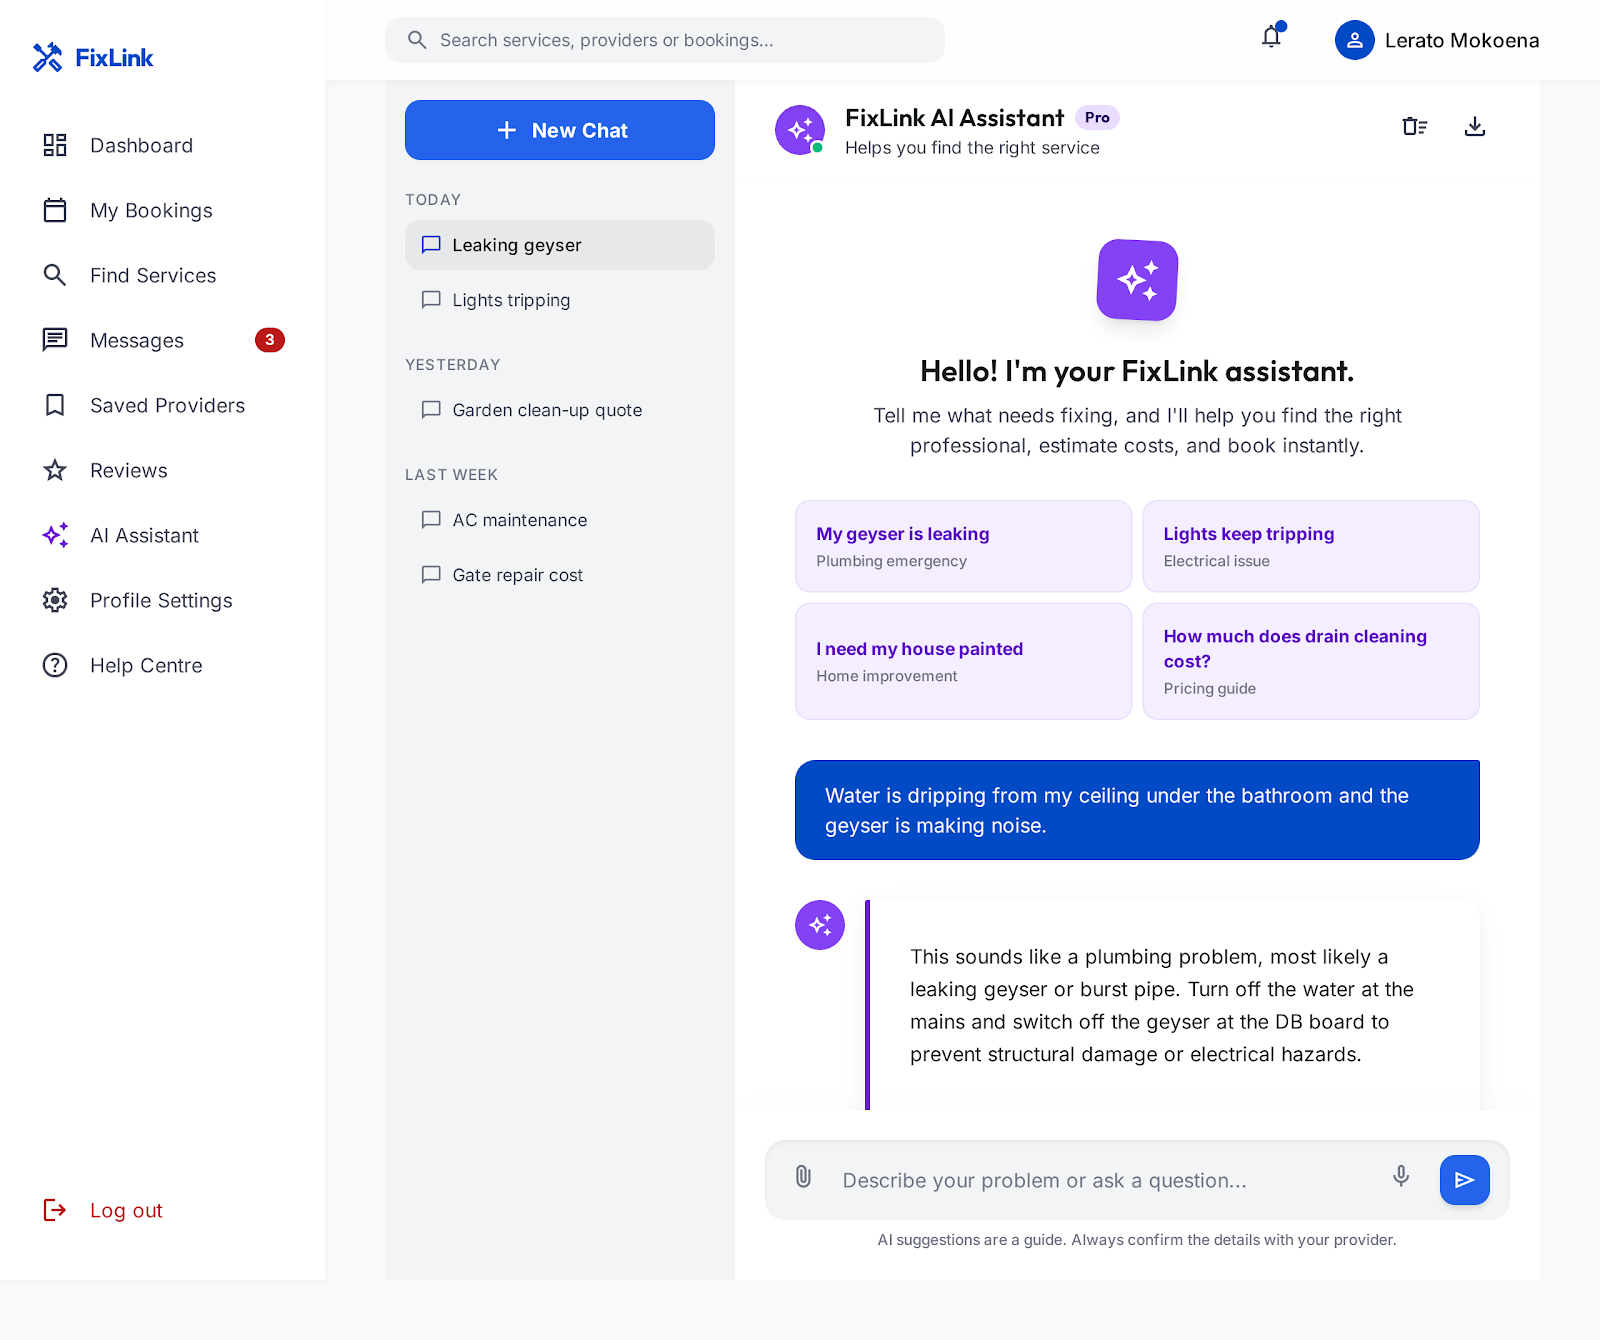 FixLink
Dashboard
My Bookings
Find Services
Messages
3
Saved Providers
Reviews
AI Assistant
Profile Settings
Help Centre
Log out
Search services, providers or bookings...
Lerato Mokoena
New Chat
TODAY
Leaking geyser
Lights tripping
YESTERDAY
Garden clean-up quote
LAST WEEK
AC maintenance
Gate repair cost
FixLink AI Assistant
Pro
Helps you find the right service
Hello! I'm your FixLink assistant.
Tell me what needs fixing, and I'll help you find the right
professional, estimate costs, and book instantly.
My geyser is leaking
Plumbing emergency
Lights keep tripping
Electrical issue
I need my house painted
Home improvement
How much does drain cleaning
cost?
Pricing guide
Water is dripping from my ceiling under the bathroom and the
geyser is making noise.
This sounds like a plumbing problem, most likely a
leaking geyser or burst pipe. Turn off the water at the
mains and switch off the geyser at the DB board to
prevent structural damage or electrical hazards.
Describe your problem or ask a question...
AI suggestions are a guide. Always confirm the details with your provider.